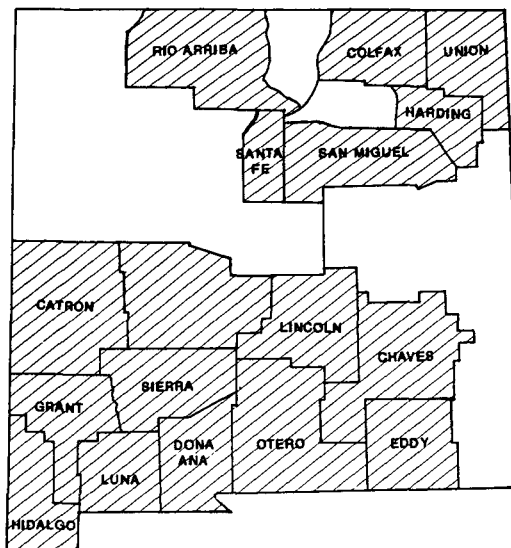 RIO ARRIBA
COLFAX
UNION
HARDING
SANTA
FE
SAN MIGUEL
CATRON
LINCOLN
CHAVES
SIERRA
GRANT
DONA
ANA
OTERO
EDDY
LUNA
HIDALGO